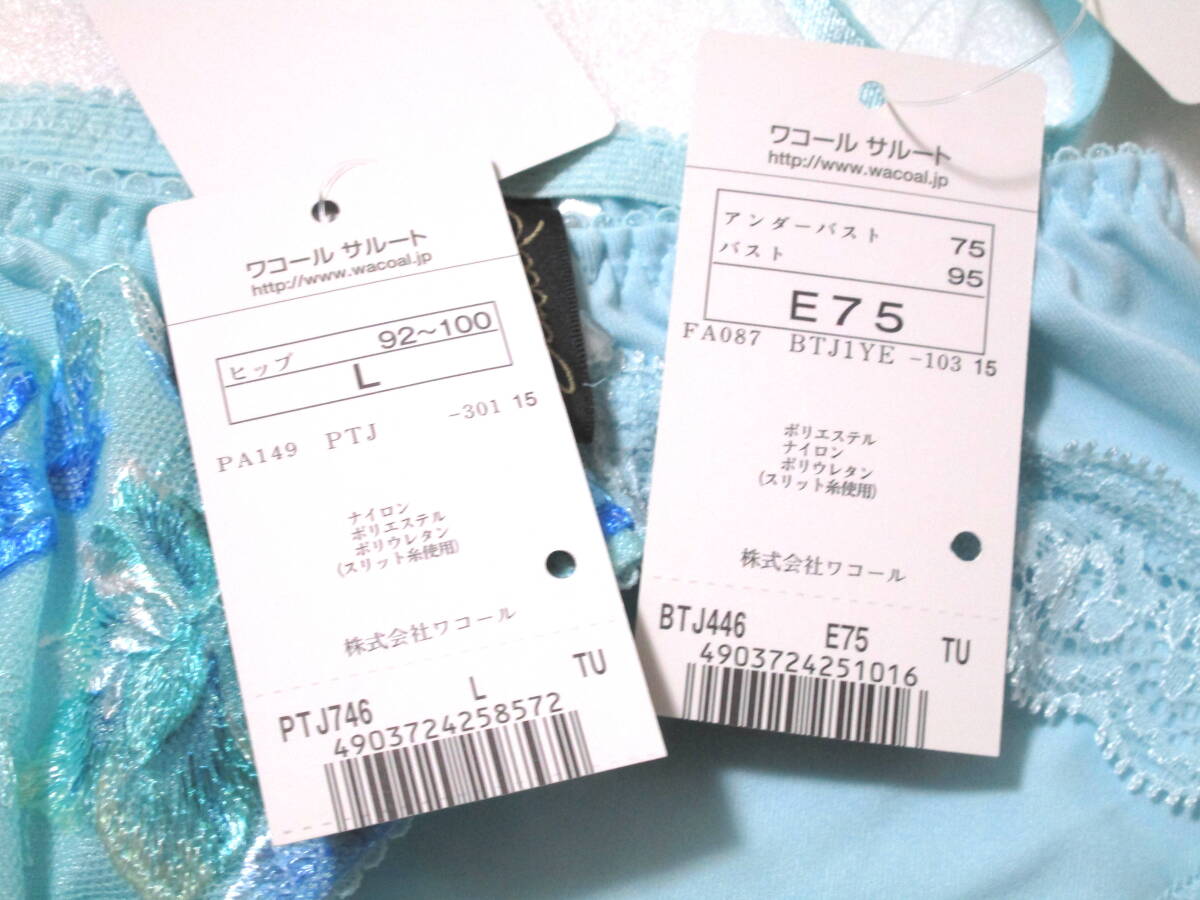 ワコール サルート
http://www.wacoal.jp
ヒップ 92〜100
L
PA149 PTJ -301 15
ナイロン
ポリエステル
ポリウレタン
(スリット糸使用)
株式会社ワコール
PTJ746 L TU
4903724258572
ワコール サルート
http://www.wacoal.jp
アンダーバスト 75
バスト 95
E75
FA087 BTJ1YE -103 15
ポリエステル
ナイロン
ポリウレタン
(スリット糸使用)
株式会社ワコール
BTJ446 E75 TU
4903724251016